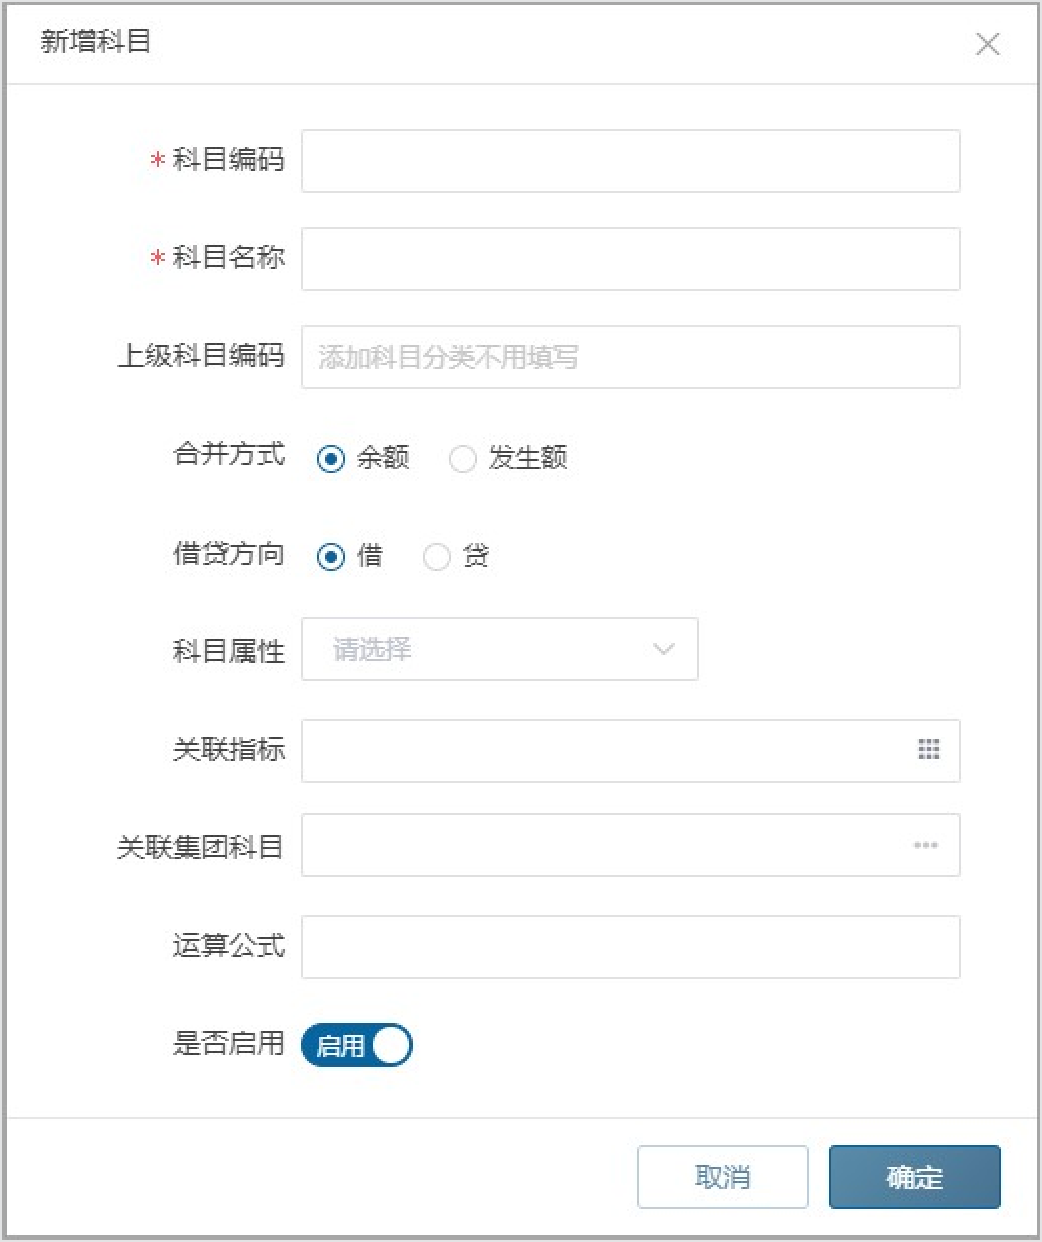 新增科目
* 科目编码
* 科目名称
上级科目编码 添加科目分类不用填写
合并方式 余额 发生额
借贷方向 借 贷
科目属性 请选择
关联指标
关联集团科目
运算公式
是否启用 启用
取消 确定